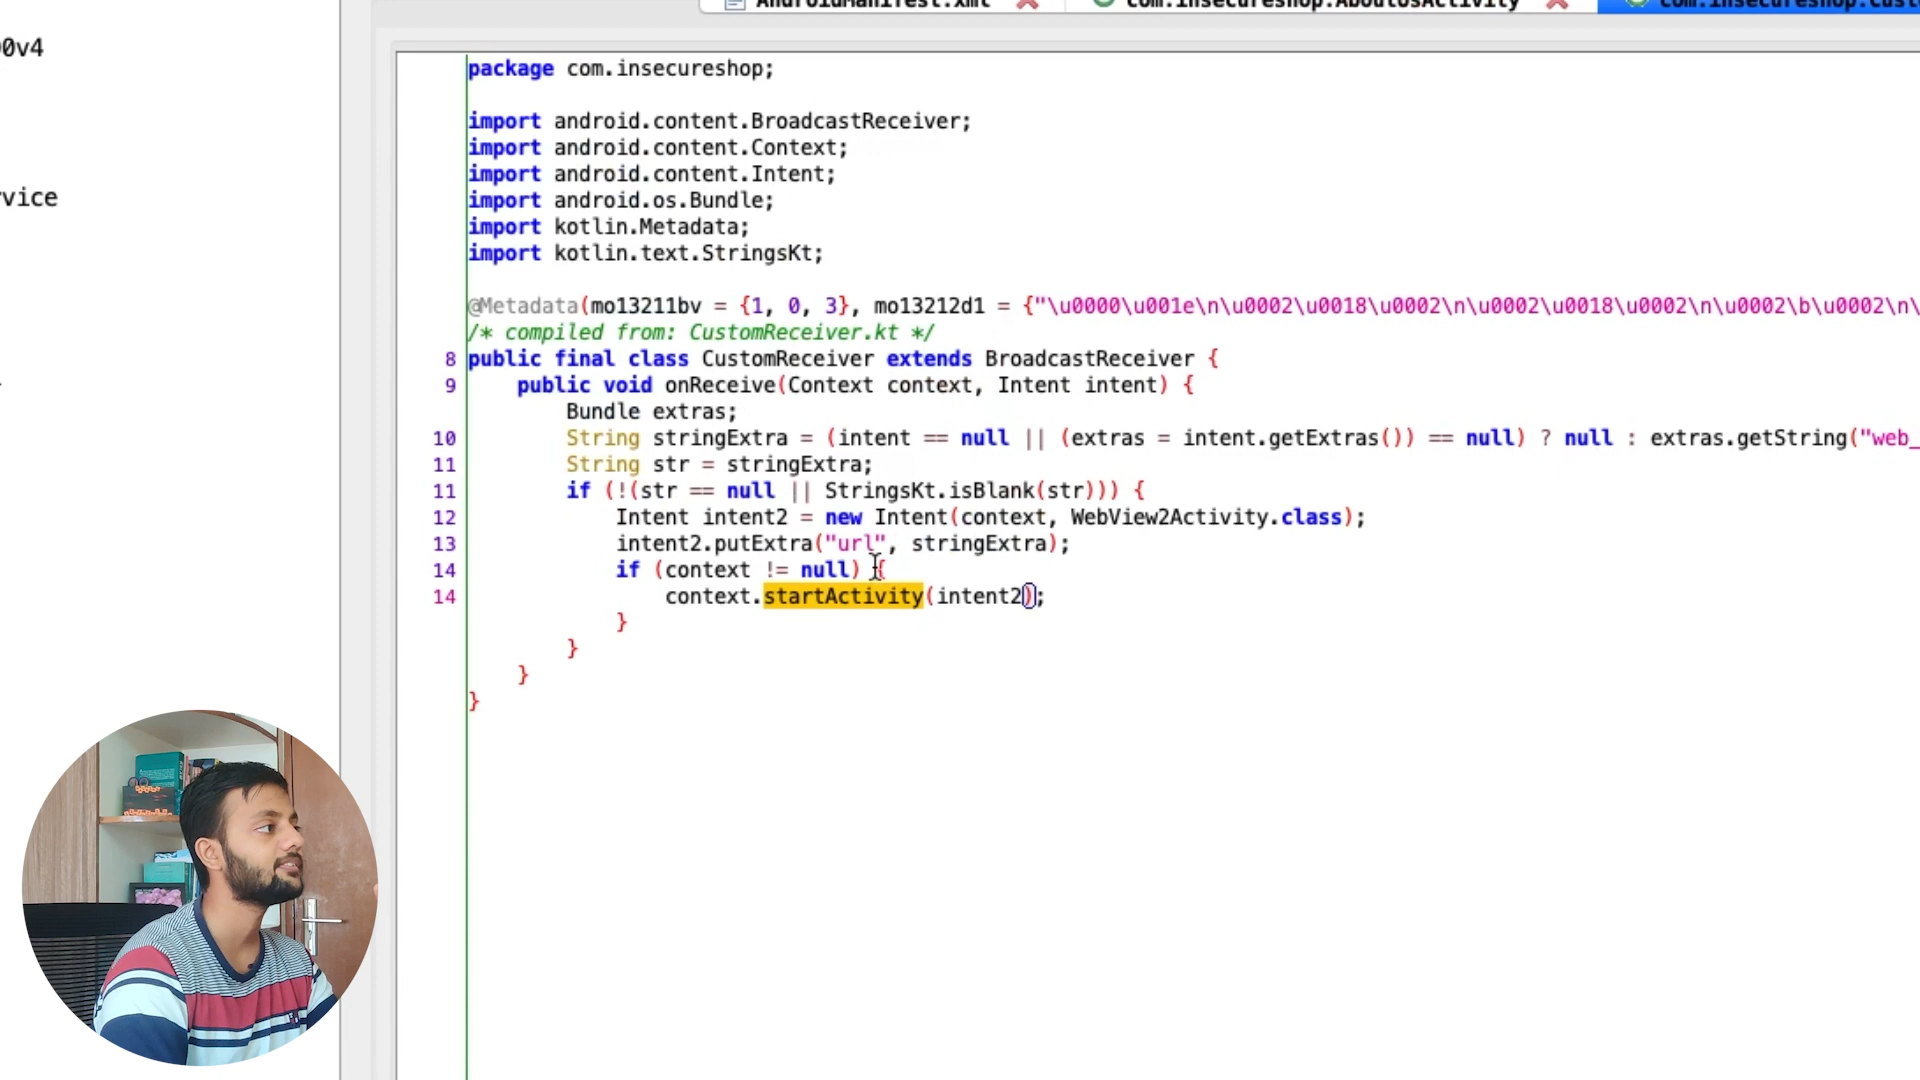 AndroidManifest.xml com.insecureshop.AboutUsActivity
0v4
package com.insecureshop;
import android.content.BroadcastReceiver;
import android.content.Context;
import android.content.Intent;
rvice
import android.os.Bundle;
import kotlin.Metadata;
import kotlin.text.StringsKt;
@Metadata(mo13211bv = {1, 0, 3}, mo13212d1 = {"\u0000\u001e\n\u0002\u0018\u0002\n\u0002\u0018\u0002\n\u0002\b\u0002\n\
/* compiled from: CustomReceiver.kt */
8 public final class CustomReceiver extends BroadcastReceiver {
9 public void onReceive(Context context, Intent intent) {
Bundle extras;
10 String stringExtra = (intent == null || (extras = intent.getExtras()) == null) ? null : extras.getString("web_
11 String str = stringExtra;
11 if (!(str == null || StringsKt.isBlank(str))) {
12 Intent intent2 = new Intent(context, WebView2Activity.class);
13 intent2.putExtra("url", stringExtra);
14 if (context != null) {
14 context.startActivity(intent2);
}
}
}
}